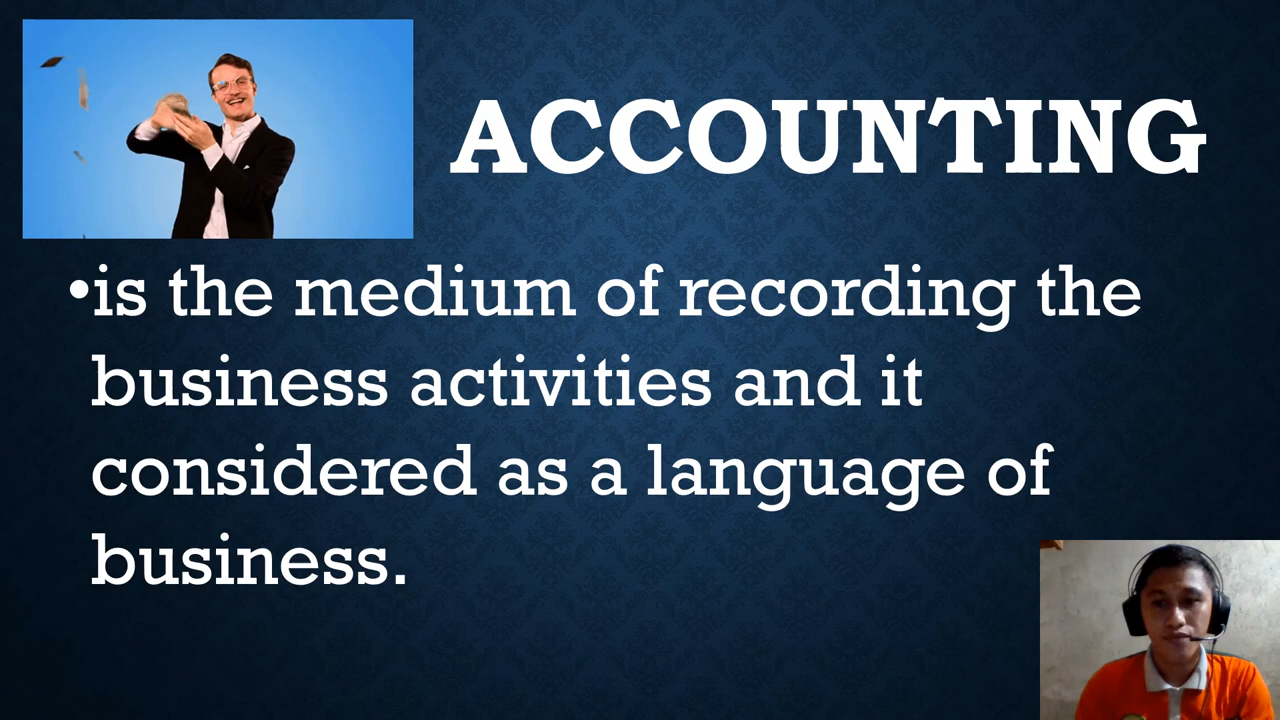 ACCOUNTING
•is the medium of recording the
business activities and it
considered as a language of
business.